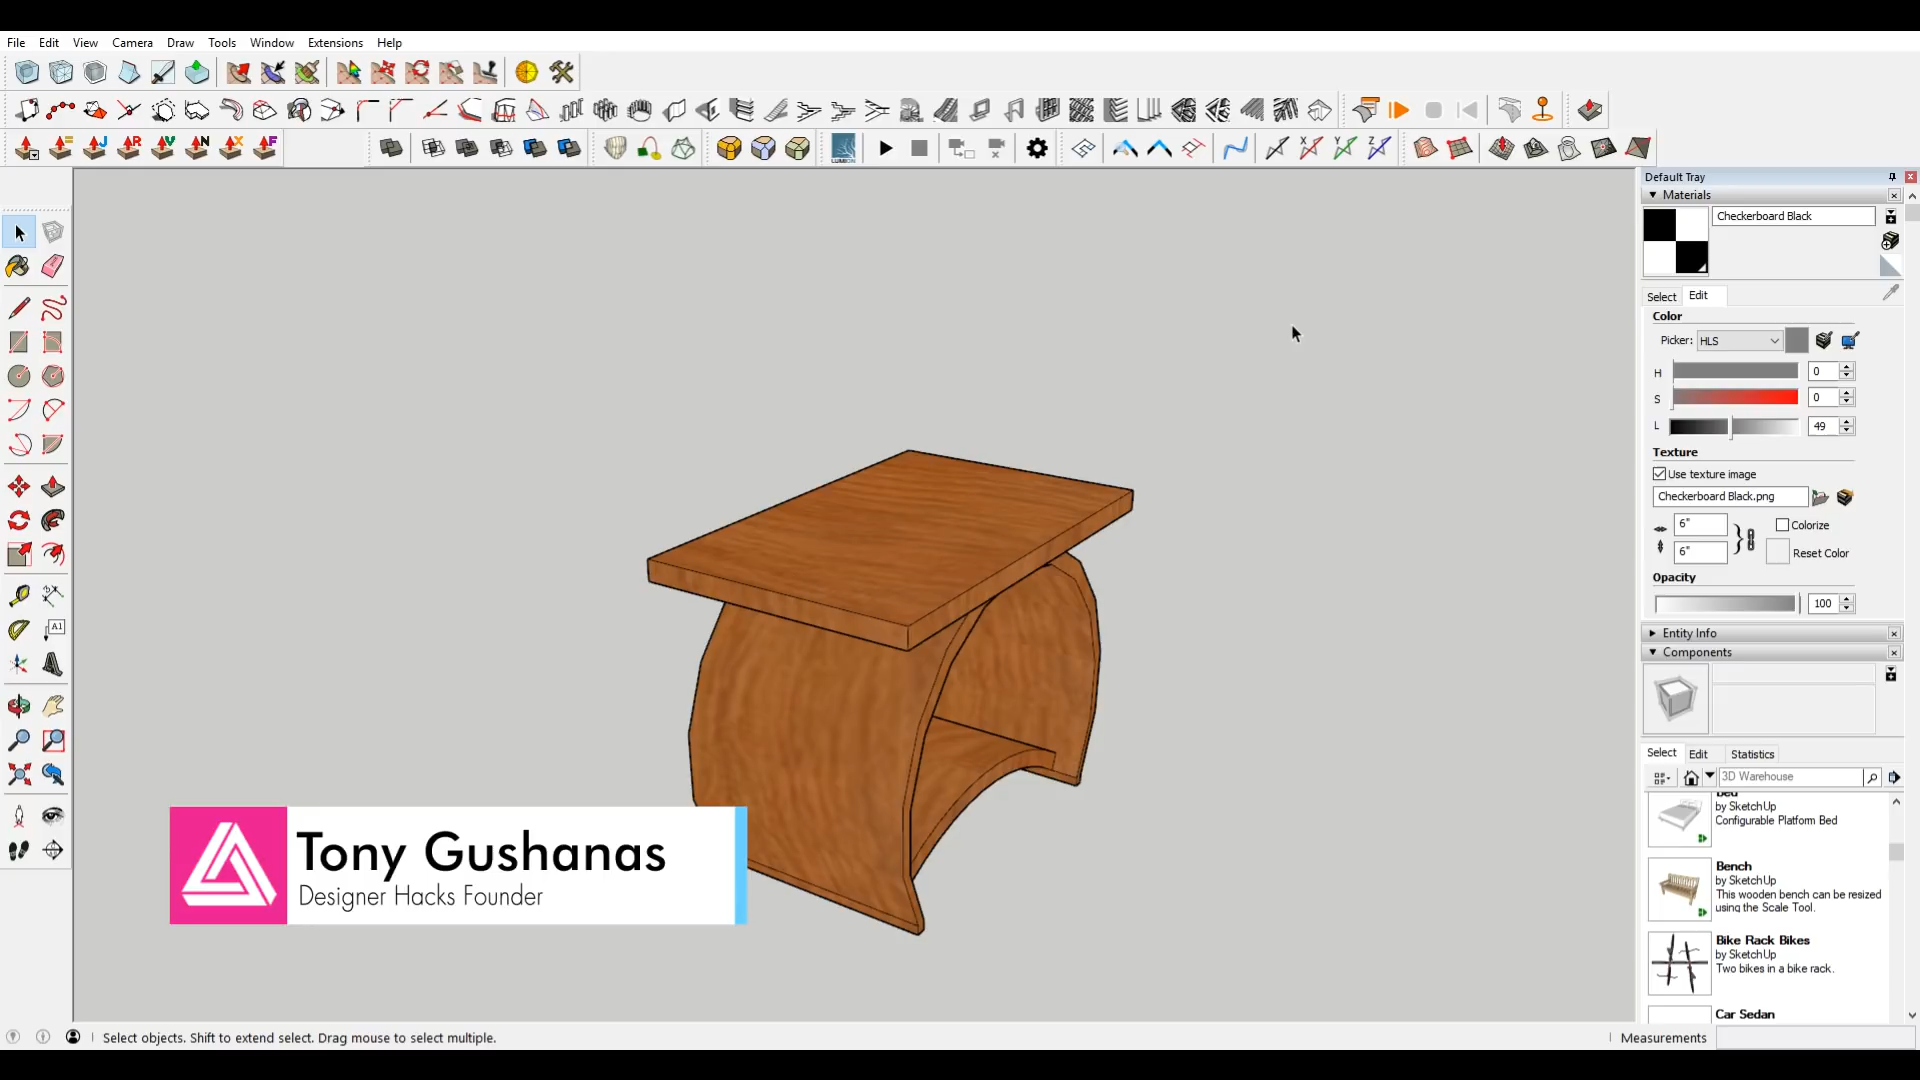 File Edit View Camera Draw Tools Window Extensions Help
J R V N X F
X Y Z
LUMION
Default Tray
Materials
Checkerboard Black
Select Edit
Color
Picker: HLS
H 0
S 0
L 49
Texture
Use texture image
Checkerboard Black.png
6"
Colorize
6"
Reset Color
Opacity
100
Entity Info
Components
Select Edit Statistics
3D Warehouse
Bed
by SketchUp
Configurable Platform Bed
Bench
by SketchUp
This wooden bench can be resized
using the Scale Tool.
Bike Rack Bikes
by SketchUp
Two bikes in a bike rack.
Car Sedan
A1
Tony Gushanas
Designer Hacks Founder
Select objects. Shift to extend select. Drag mouse to select multiple.
Measurements